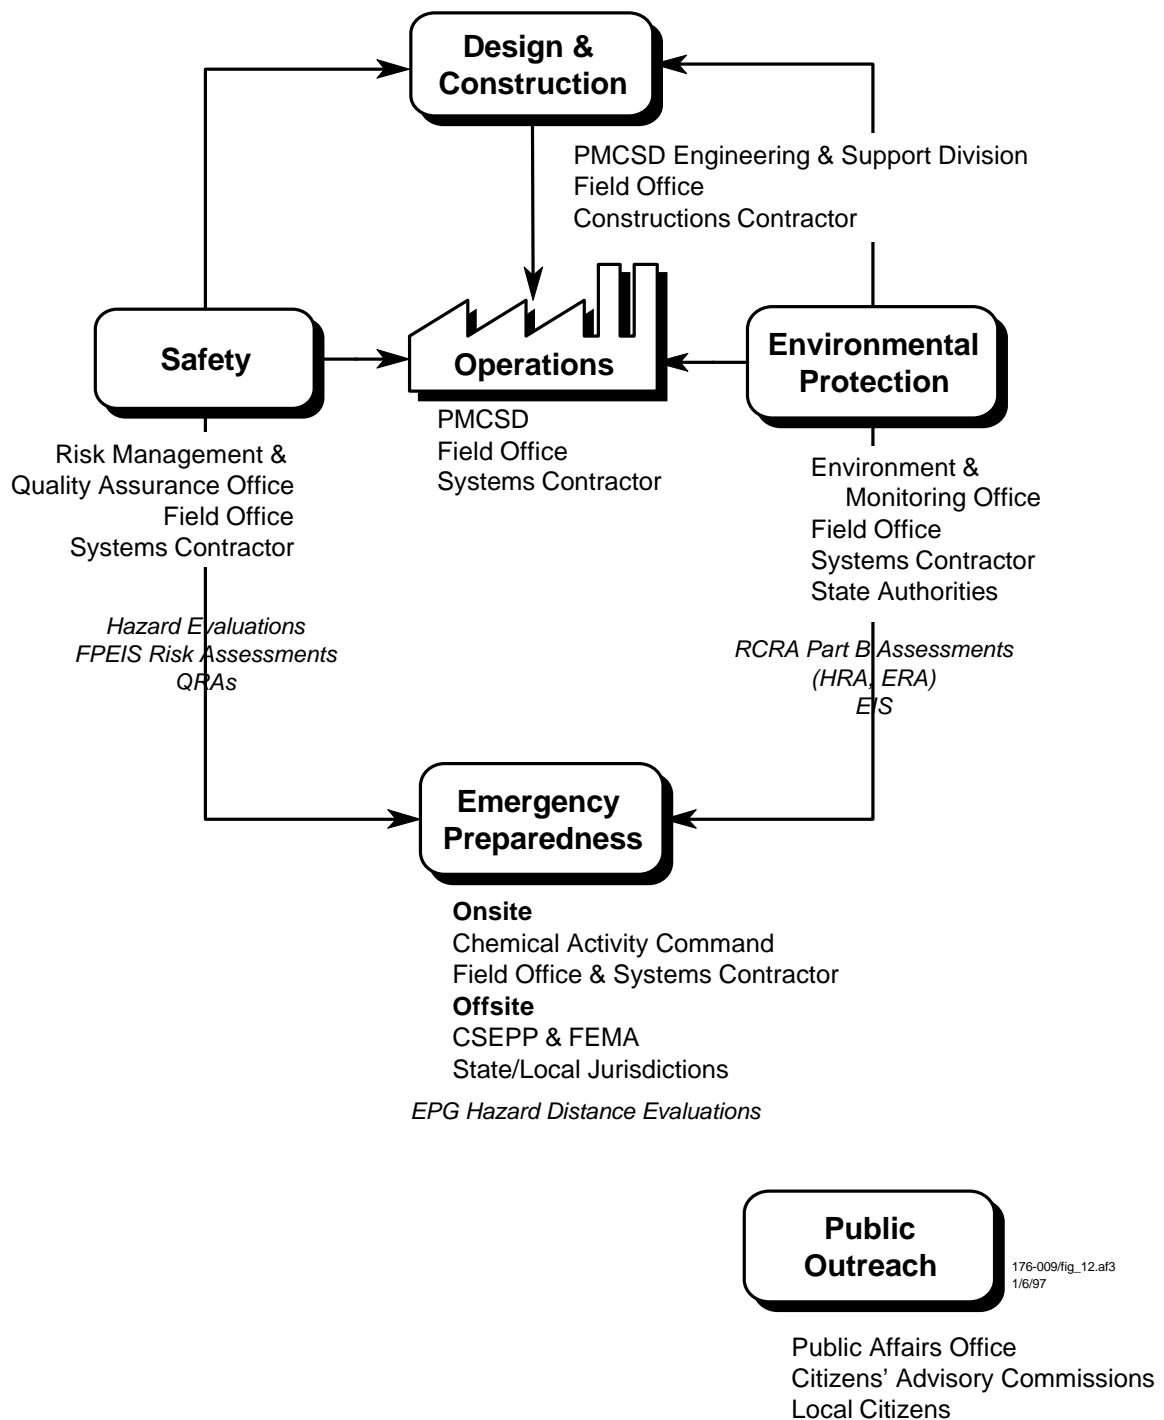 Design &
Construction
PMCSD Engineering & Support Division
Field Office
Constructions Contractor
Safety
Operations
Environmental
Protection
PMCSD
Field Office
Systems Contractor
Risk Management &
Quality Assurance Office
Field Office
Systems Contractor
Environment &
Monitoring Office
Field Office
Systems Contractor
State Authorities
Hazard Evaluations
FPEIS Risk Assessments
QRAs
RCRA Part B Assessments
(HRA, ERA)
EIS
Emergency
Preparedness
Onsite
Chemical Activity Command
Field Office & Systems Contractor
Offsite
CSEPP & FEMA
State/Local Jurisdictions
EPG Hazard Distance Evaluations
Public
Outreach
176-009/fig_12.af3
1/6/97
Public Affairs Office
Citizens’ Advisory Commissions
Local Citizens